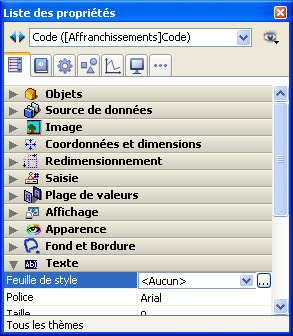 Liste des propriétés
Code ([Affranchissements]Code)
Objets
Source de données
Image
Coordonnées et dimensions
Redimensionnement
Saisie
Plage de valeurs
Affichage
Apparence
Fond et Bordure
Texte
Feuille de style <Aucun> ...
Police Arial
Taille
Tous les thèmes